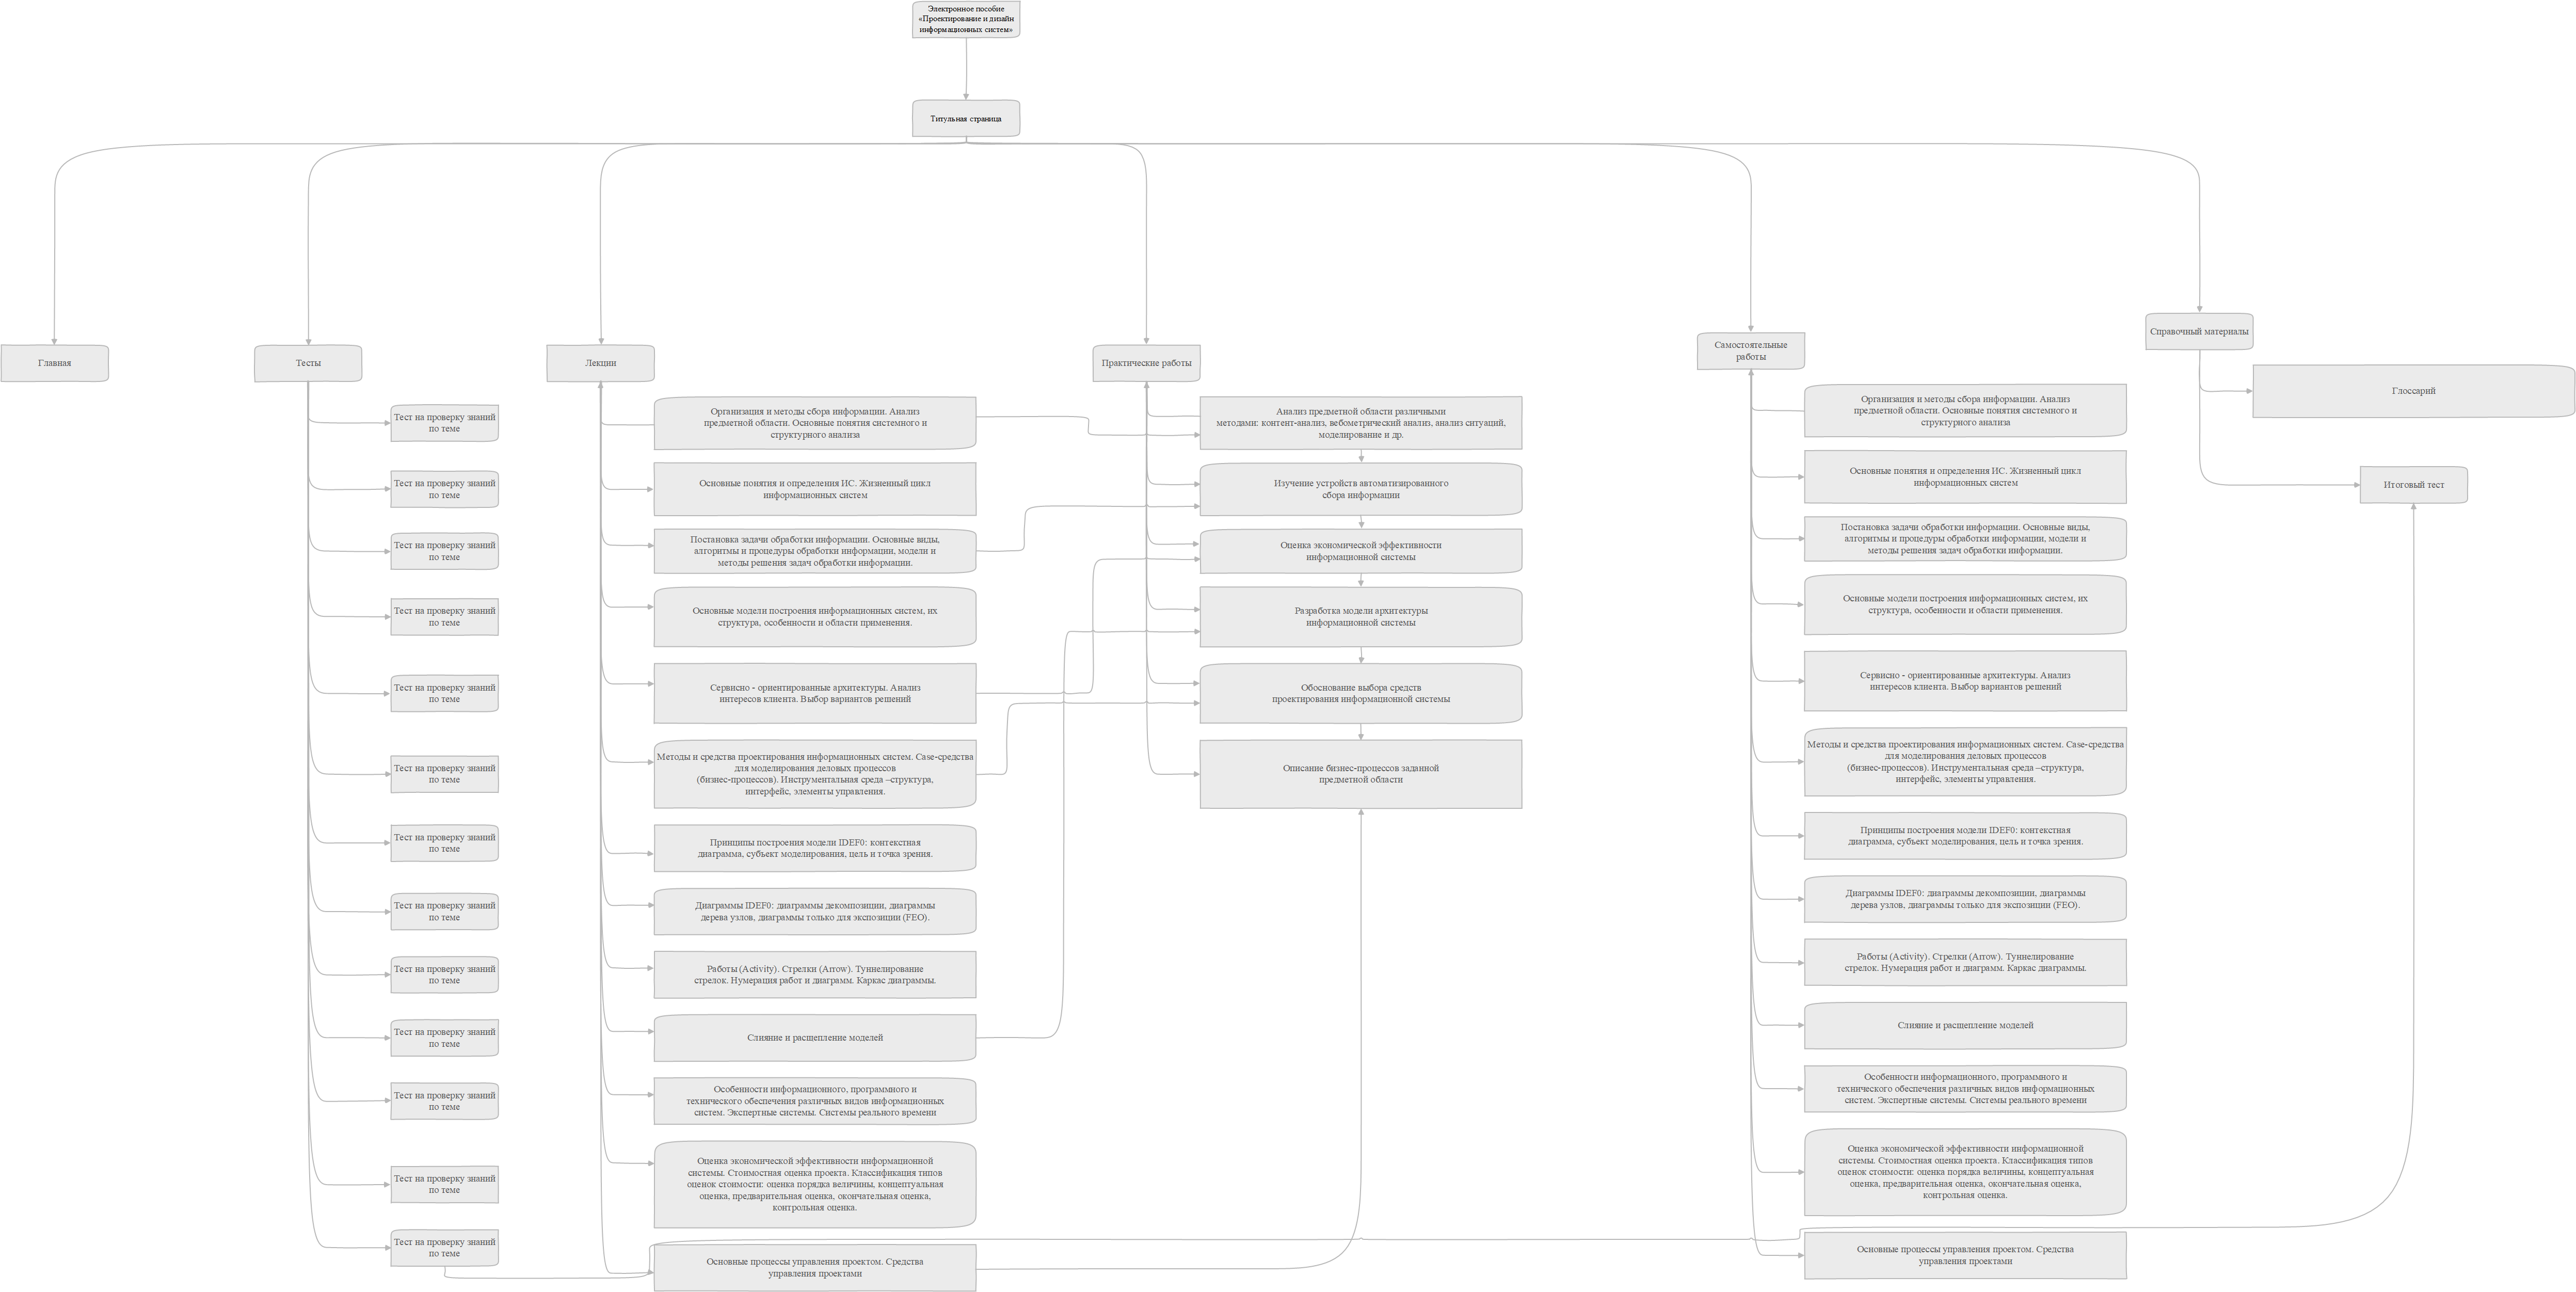 Электронное пособие
«Проектирование и дизайн
информационных систем»
Титульная страница
Главная
Тесты
Тест на проверку знаний
по теме
Тест на проверку знаний
по теме
Тест на проверку знаний
по теме
Тест на проверку знаний
по теме
Тест на проверку знаний
по теме
Тест на проверку знаний
по теме
Тест на проверку знаний
по теме
Тест на проверку знаний
по теме
Тест на проверку знаний
по теме
Тест на проверку знаний
по теме
Тест на проверку знаний
по теме
Тест на проверку знаний
по теме
Тест на проверку знаний
по теме
Лекции
Организация и методы сбора информации. Анализ
предметной области. Основные понятия системного и
структурного анализа
Основные понятия и определения ИС. Жизненный цикл
информационных систем
Постановка задачи обработки информации. Основные виды,
алгоритмы и процедуры обработки информации, модели и
методы решения задач обработки информации.
Основные модели построения информационных систем, их
структура, особенности и области применения.
Сервисно - ориентированные архитектуры. Анализ
интересов клиента. Выбор вариантов решений
Методы и средства проектирования информационных систем. Case-средства
для моделирования деловых процессов
(бизнес-процессов). Инструментальная среда –структура,
интерфейс, элементы управления.
Принципы построения модели IDEF0: контекстная
диаграмма, субъект моделирования, цель и точка зрения.
Диаграммы IDEF0: диаграммы декомпозиции, диаграммы
дерева узлов, диаграммы только для экспозиции (FEO).
Работы (Activity). Стрелки (Arrow). Туннелирование
стрелок. Нумерация работ и диаграмм. Каркас диаграммы.
Слияние и расщепление моделей
Особенности информационного, программного и
технического обеспечения различных видов информационных
систем. Экспертные системы. Системы реального времени
Оценка экономической эффективности информационной
системы. Стоимостная оценка проекта. Классификация типов
оценок стоимости: оценка порядка величины, концептуальная
оценка, предварительная оценка, окончательная оценка,
контрольная оценка.
Основные процессы управления проектом. Средства
управления проектами
Практические работы
Анализ предметной области различными
методами: контент-анализ, вебометрический анализ, анализ ситуаций,
моделирование и др.
Изучение устройств автоматизированного
сбора информации
Оценка экономической эффективности
информационной системы
Разработка модели архитектуры
информационной системы
Обоснование выбора средств
проектирования информационной системы
Описание бизнес-процессов заданной
предметной области
Самостоятельные
работы
Организация и методы сбора информации. Анализ
предметной области. Основные понятия системного и
структурного анализа
Основные понятия и определения ИС. Жизненный цикл
информационных систем
Постановка задачи обработки информации. Основные виды,
алгоритмы и процедуры обработки информации, модели и
методы решения задач обработки информации.
Основные модели построения информационных систем, их
структура, особенности и области применения.
Сервисно - ориентированные архитектуры. Анализ
интересов клиента. Выбор вариантов решений
Методы и средства проектирования информационных систем. Case-средства
для моделирования деловых процессов
(бизнес-процессов). Инструментальная среда –структура,
интерфейс, элементы управления.
Принципы построения модели IDEF0: контекстная
диаграмма, субъект моделирования, цель и точка зрения.
Диаграммы IDEF0: диаграммы декомпозиции, диаграммы
дерева узлов, диаграммы только для экспозиции (FEO).
Работы (Activity). Стрелки (Arrow). Туннелирование
стрелок. Нумерация работ и диаграмм. Каркас диаграммы.
Слияние и расщепление моделей
Особенности информационного, программного и
технического обеспечения различных видов информационных
систем. Экспертные системы. Системы реального времени
Оценка экономической эффективности информационной
системы. Стоимостная оценка проекта. Классификация типов
оценок стоимости: оценка порядка величины, концептуальная
оценка, предварительная оценка, окончательная оценка,
контрольная оценка.
Основные процессы управления проектом. Средства
управления проектами
Справочный материалы
Глоссарий
Итоговый тест